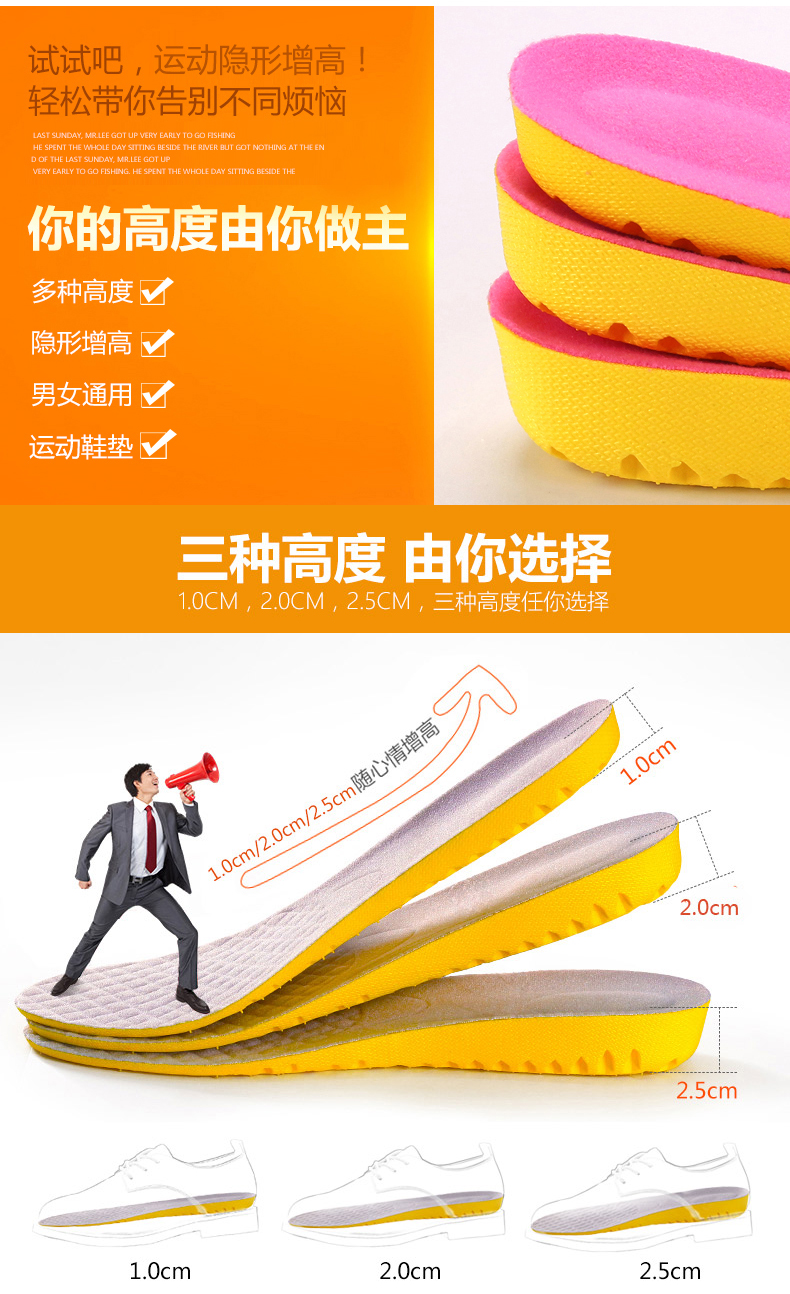 试试吧，运动隐形增高！
轻松带你告别不同烦恼
LAST SUNDAY, MR.LEE GOT UP VERY EARLY TO GO FISHING
HE SPENT THE WHOLE DAY SITTING BESIDE THE RIVER BUT GOT NOTHING AT THE EN
D OF THE LAST SUNDAY, MR.LEE GOT UP
VERY EARLY TO GO FISHING. HE SPENT THE WHOLE DAY SITTING BESIDE THE
你的高度由你做主
多种高度
隐形增高
男女通用
运动鞋垫
三种高度 由你选择
1.0CM，2.0CM，2.5CM，三种高度任你选择
1.0cm/2.0cm/2.5cm随心情增高
1.0cm
2.0cm
2.5cm
1.0cm
2.0cm
2.5cm